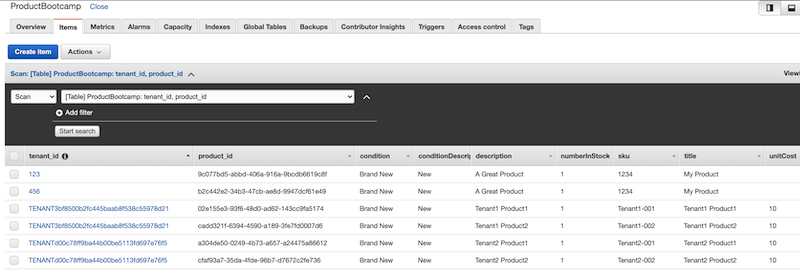 ProductBootcamp Close
Overview Items Metrics Alarms Capacity Indexes Global Tables Backups Contributor Insights Triggers Access control Tags
Create item Actions
Scan: [Table] ProductBootcamp: tenant_id, product_id View
Scan [Table] ProductBootcamp: tenant_id, product_id
Add filter
Start search
tenant_id product_id condition conditionDescrip description numberInStock sku title unitCost
123 9c077bd5-abbd-406a-916a-9bcdb6619c8f Brand New New A Great Product 1 1234 My Product
456 b2c442e2-34b3-47cb-ae8d-9947dcf61e49 Brand New New A Great Product 1 1234 My Product
TENANT3bf8500b2fc445baab8f538c55978d21 02e155e3-93f6-48d0-ad62-143cc9fa5174 Brand New New Tenant1 Product1 1 Tenant1-001 Tenant1 Product1 10
TENANT3bf8500b2fc445baab8f538c55978d21 cadd321f-6394-4590-a189-3fe7fd0007d6 Brand New New Tenant1 Product2 1 Tenant1-002 Tenant1 Product2 10
TENANTd00c78ff9ba44b00be5113fd697e76f5 a304de50-0249-4b73-a657-a24475a86612 Brand New New Tenant2 Product1 1 Tenant2-001 Tenant2 Product1 10
TENANTd00c78ff9ba44b00be5113fd697e76f5 cfaf93a7-35da-4fde-96b7-d7672c2fe736 Brand New New Tenant2 Product2 1 Tenant2-002 Tenant2 Product2 10